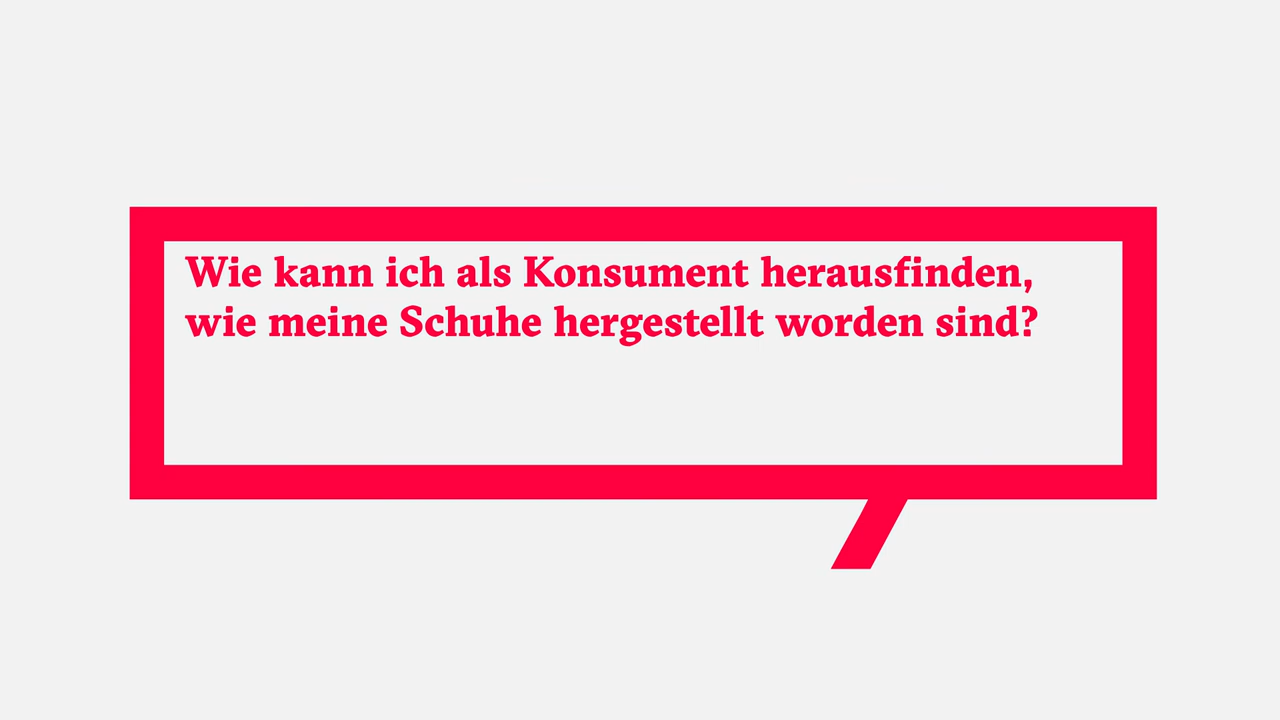 Wie kann ich als Konsument herausfinden,
wie meine Schuhe hergestellt worden sind?